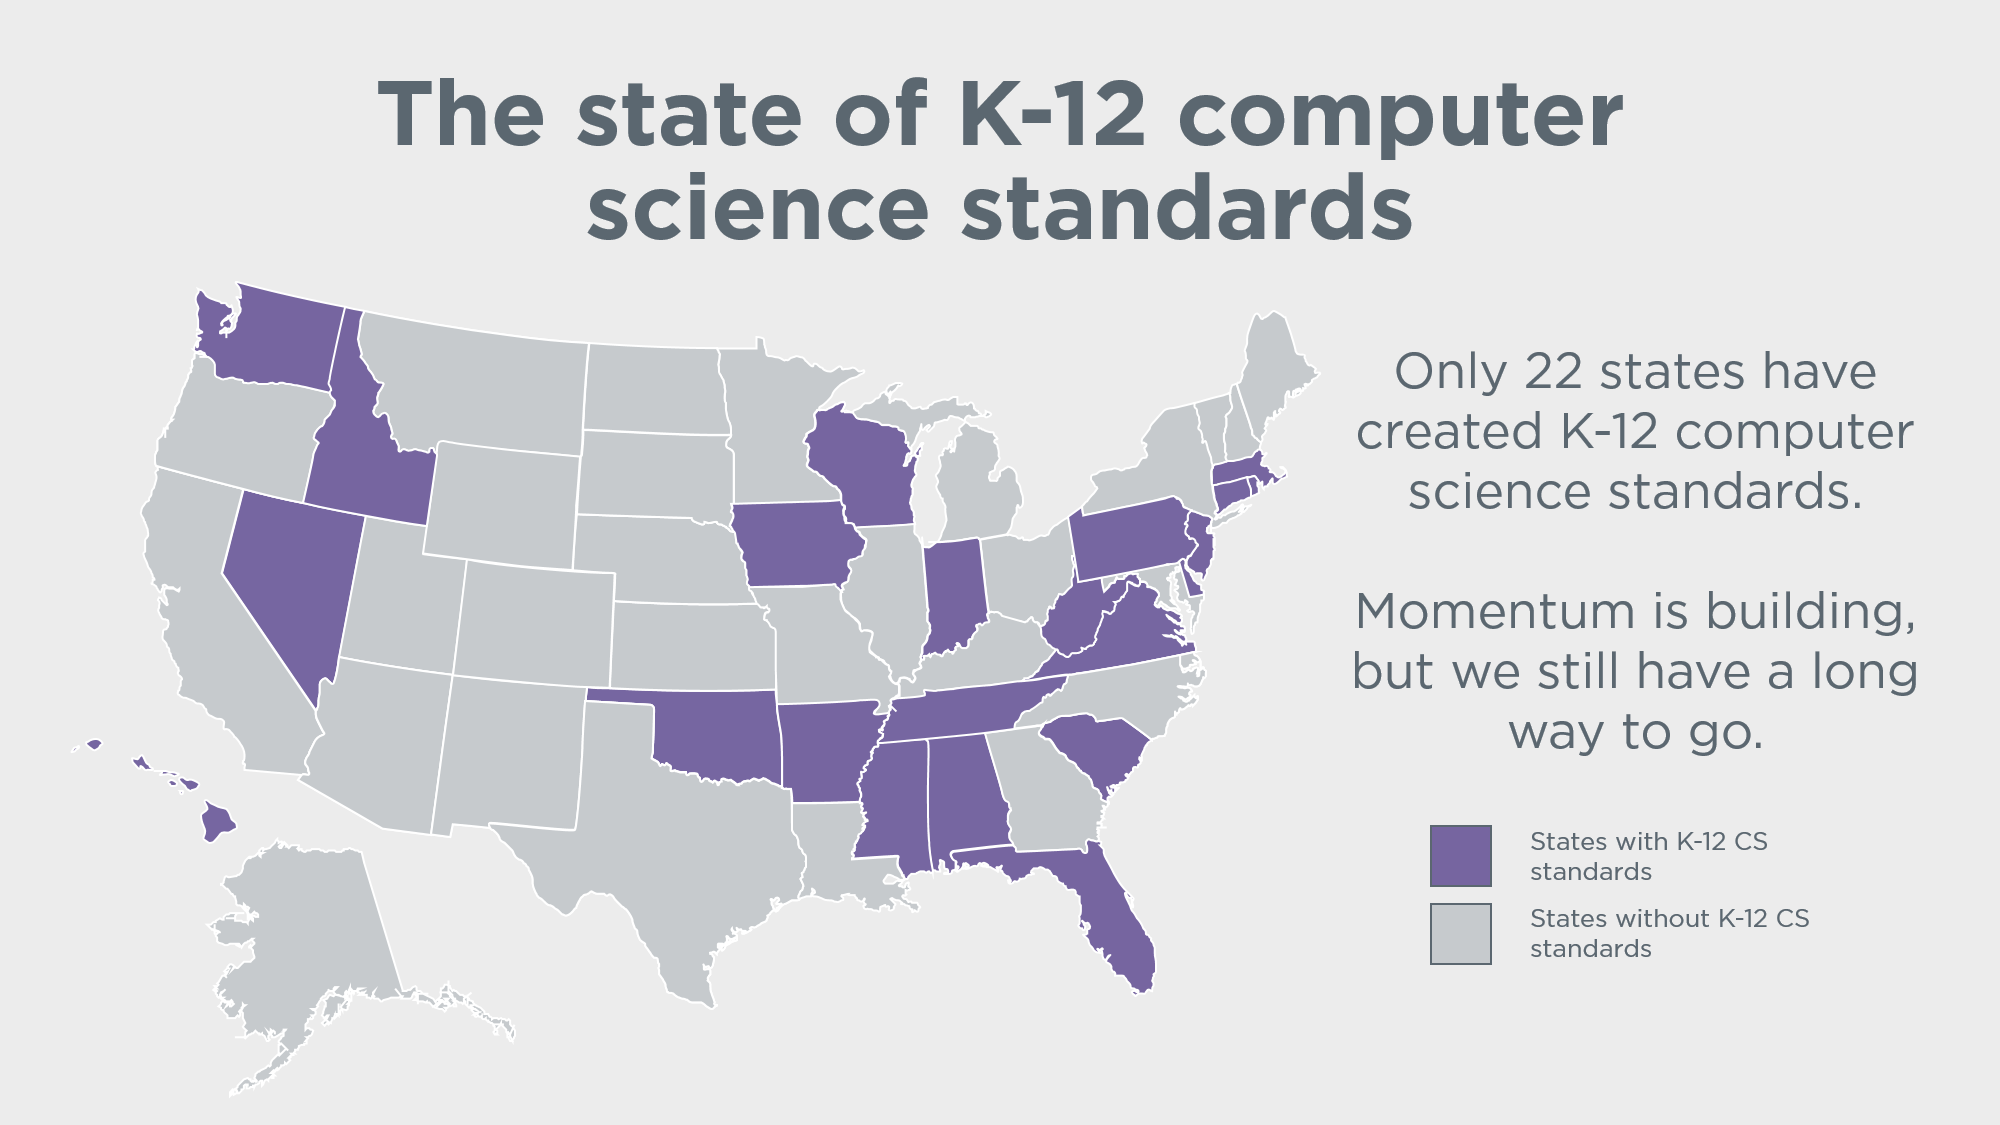 The state of K-12 computer
science standards
Only 22 states have
created K-12 computer
science standards.
Momentum is building,
but we still have a long
way to go.
States with K-12 CS
standards
States without K-12 CS
standards